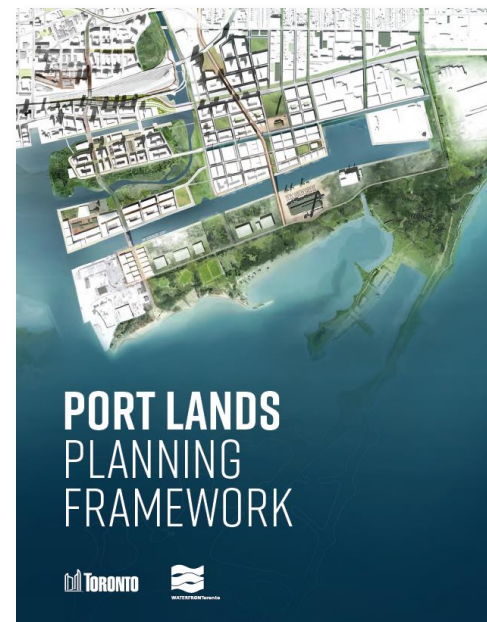 PORT LANDS
PLANNING
FRAMEWORK
TORONTO
WATERFRONToronto